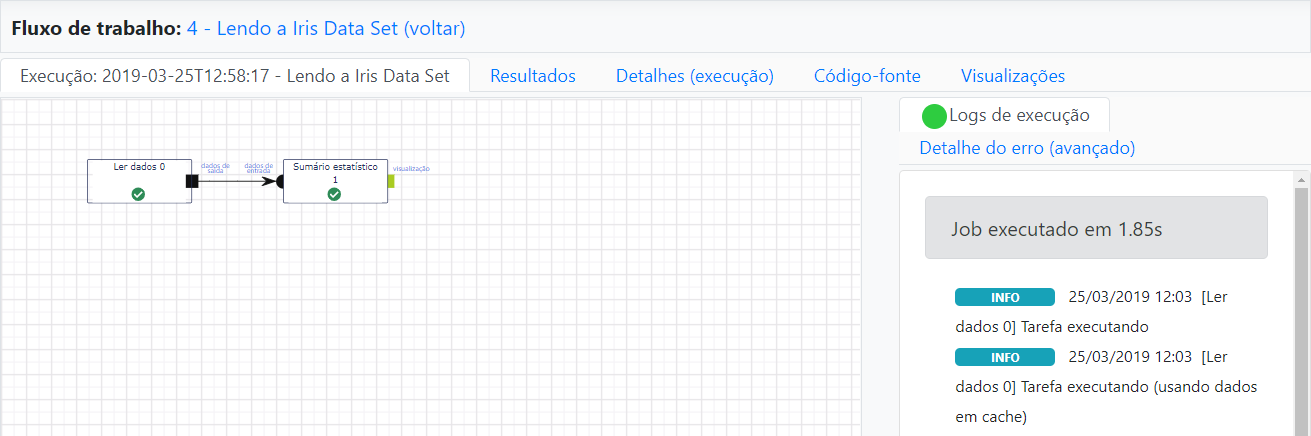 Fluxo de trabalho: 4 - Lendo a Iris Data Set (voltar)
Execução: 2019-03-25T12:58:17 - Lendo a Iris Data Set
Resultados
Detalhes (execução)
Código-fonte
Visualizações
Ler dados 0
dados de
saída
dados de
entrada
Sumário estatístico
1
visualização
Logs de execução
Detalhe do erro (avançado)
Job executado em 1.85s
INFO 25/03/2019 12:03 [Ler
dados 0] Tarefa executando
INFO 25/03/2019 12:03 [Ler
dados 0] Tarefa executando (usando dados
em cache)